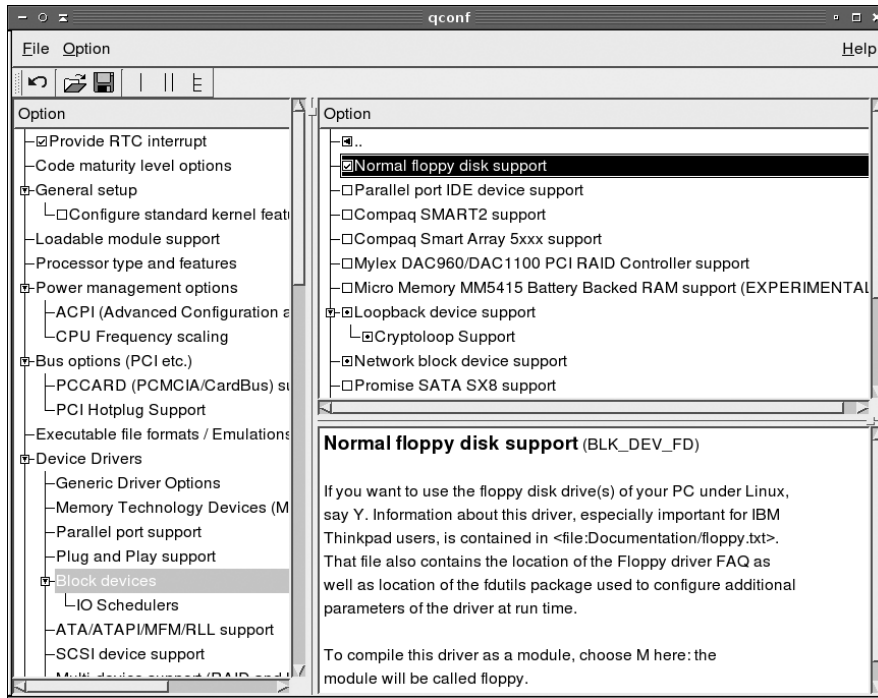 qconf
File Option Help
Option
Provide RTC interrupt
Code maturity level options
General setup
Configure standard kernel
Loadable module support
Processor type and features
Power management options
ACPI (Advanced Configuration
CPU Frequency scaling
Bus options (PCI etc.)
PCCARD (PCMCIA/CardBus)
PCI Hotplug Support
Executable file formats / Emulations
Device Drivers
Generic Driver Options
Memory Technology Devices (M
Parallel port support
Plug and Play support
Block devices
IO Schedulers
ATA/ATAPI/MFM/RLL support
SCSI device support
Option
..
Normal floppy disk support
Parallel port IDE device support
Compaq SMART2 support
Compaq Smart Array 5xxx support
Mylex DAC960/DAC1100 PCI RAID Controller support
Micro Memory MM5415 Battery Backed RAM support (EXPERIMENTAL
Loopback device support
Cryptoloop Support
Network block device support
Promise SATA SX8 support
Normal floppy disk support (BLK_DEV_FD)
If you want to use the floppy disk drive(s) of your PC under Linux,
say Y. Information about this driver, especially important for IBM
Thinkpad users, is contained in <file:Documentation/floppy.txt>.
That file also contains the location of the Floppy driver FAQ as
well as location of the fdutils package used to configure additional
parameters of the driver at run time.
To compile this driver as a module, choose M here: the
module will be called floppy.